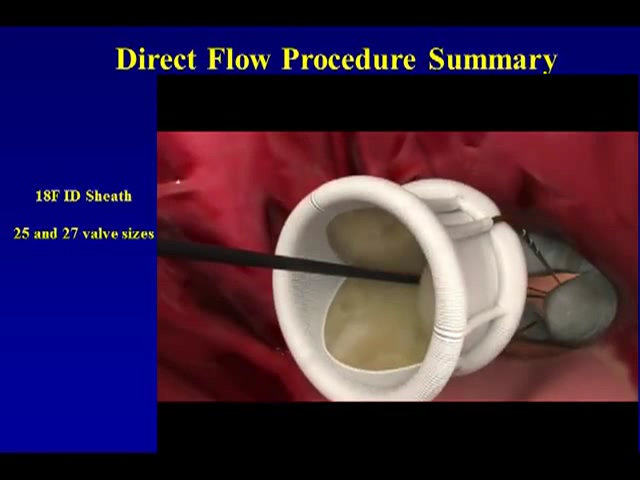 Direct Flow Procedure Summary
18F ID Sheath
25 and 27 valve sizes